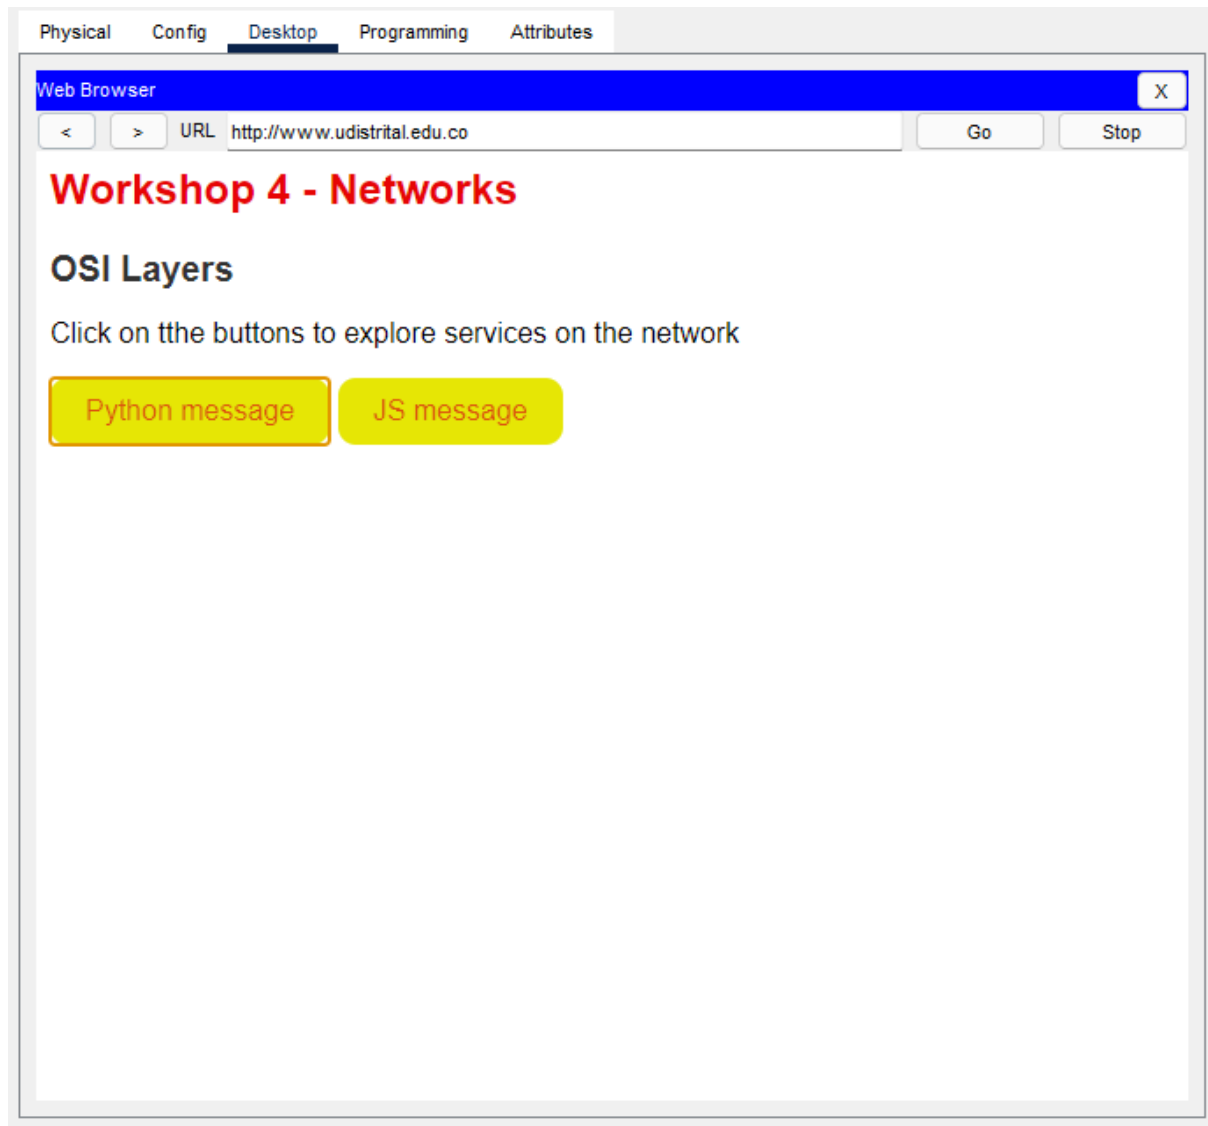 Physical Config Desktop Programming Attributes
Web Browser X
< > URL http://www.udistrital.edu.co Go Stop
Workshop 4 - Networks
OSI Layers
Click on tthe buttons to explore services on the network
Python message JS message